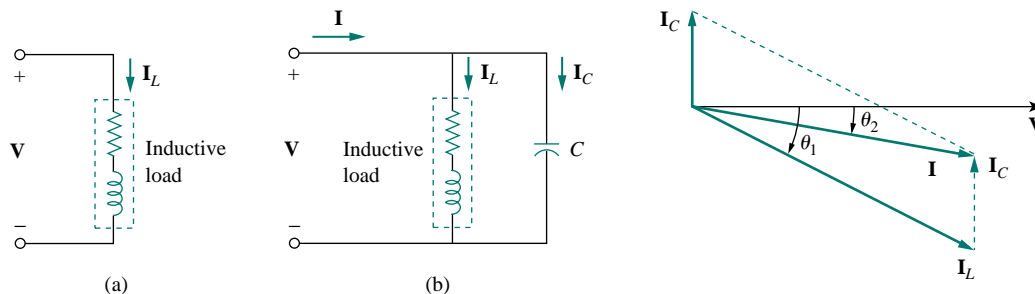 I_L
+
V
Inductive
load
−
(a)
I
I_L
I_C
+
V
Inductive
load
C
−
(b)
I_C
V
θ_2
θ_1
I
I_C
I_L